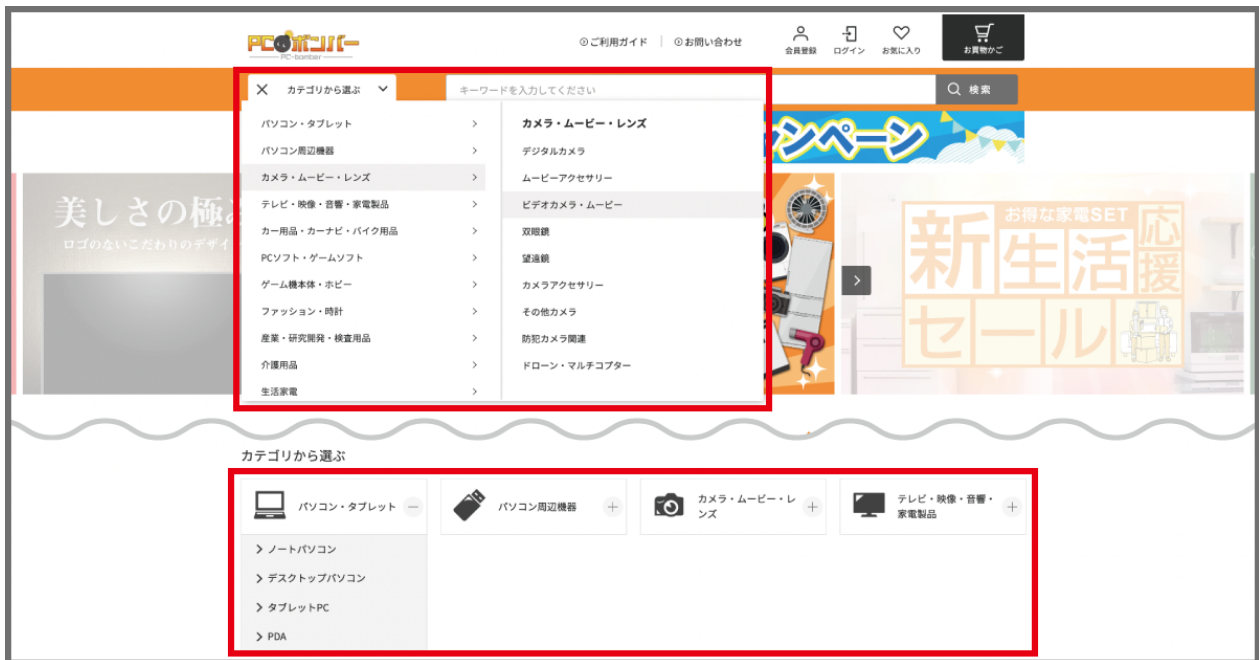 PCボンバー
PC-bomber
ご利用ガイド
お問い合わせ
会員登録
ログイン
お気に入り
お買物かご
カテゴリから選ぶ
キーワードを入力してください
検索
パソコン・タブレット
パソコン周辺機器
カメラ・ムービー・レンズ
テレビ・映像・音響・家電製品
カー用品・カーナビ・バイク用品
PCソフト・ゲームソフト
ゲーム機本体・ホビー
ファッション・時計
産業・研究開発・検査用品
介護用品
生活家電
カメラ・ムービー・レンズ
デジタルカメラ
ムービーアクセサリー
ビデオカメラ・ムービー
双眼鏡
望遠鏡
カメラアクセサリー
その他カメラ
防犯カメラ関連
ドローン・マルチコプター
ンペーン
美しさの極
ロゴのないこだわりのデザイ
お得な家電SET
新生活
応援
セール
カテゴリから選ぶ
パソコン・タブレット
パソコン周辺機器
カメラ・ムービー・レ
ンズ
テレビ・映像・音響・
家電製品
ノートパソコン
デスクトップパソコン
タブレットPC
PDA